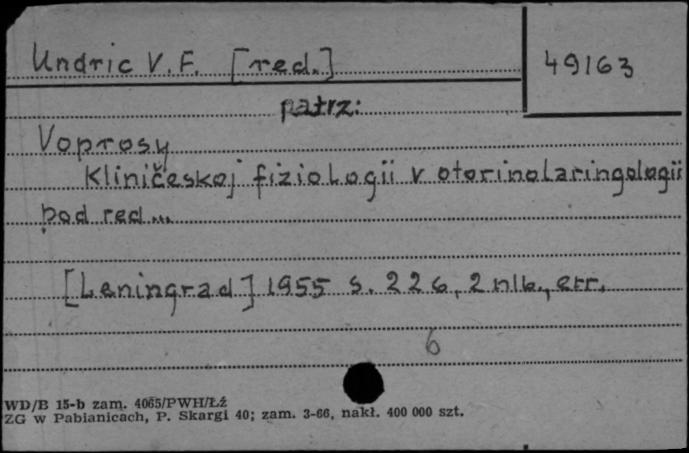 Undric V. F. [red.]
49163
patrz:
Voprosy
kliničeskoj fiziologii v otorinolaringologii
pod red...
[Leningrad] 1955 s. 226, 2 nlb., err.
6
WD/B 15-b zam. 4065/PWH/Łź
ZG w Pabianicach, P. Skargi 40; zam. 3-66, nakł. 400 000 szt.